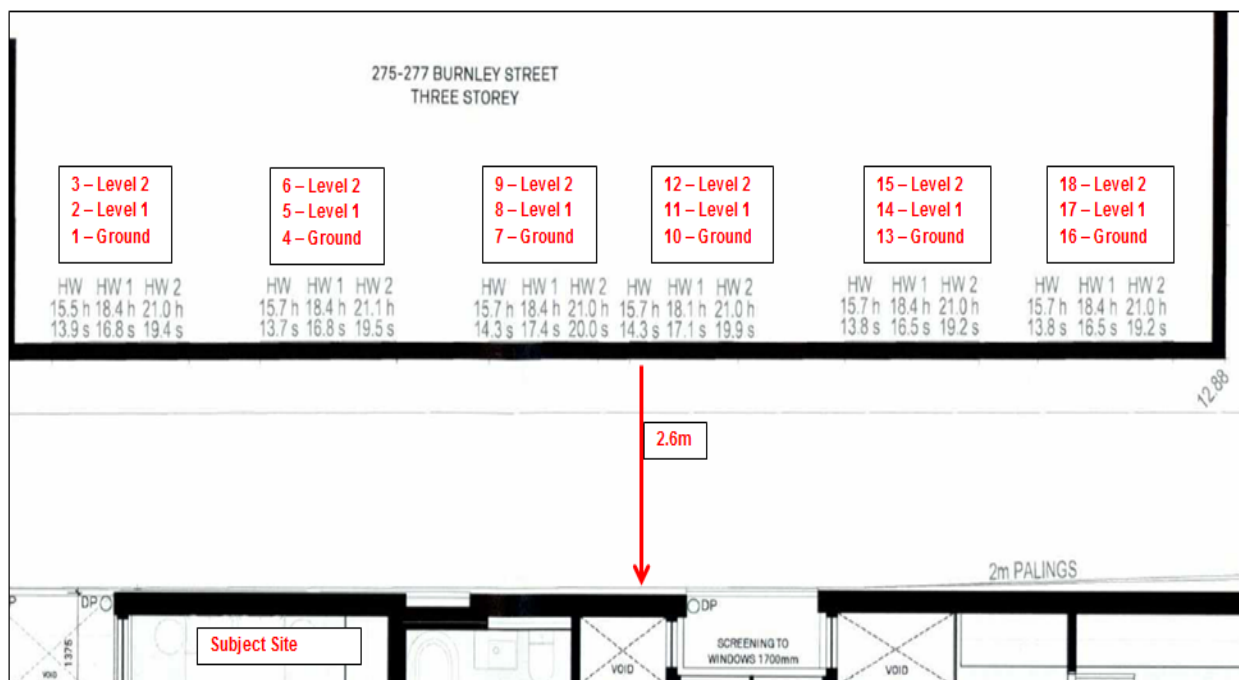 275-277 BURNLEY STREET
THREE STOREY
3 – Level 2
2 – Level 1
1 – Ground
6 – Level 2
5 – Level 1
4 – Ground
9 – Level 2
8 – Level 1
7 – Ground
12 – Level 2
11 – Level 1
10 – Ground
15 – Level 2
14 – Level 1
13 – Ground
18 – Level 2
17 – Level 1
16 – Ground
HW HW 1 HW 2
15.5 h 18.4 h 21.0 h
13.9 s 16.8 s 19.4 s
HW HW 1 HW 2
15.7 h 18.4 h 21.1 h
13.7 s 16.8 s 19.5 s
HW HW 1 HW 2
15.7 h 18.4 h 21.0 h
14.3 s 17.4 s 20.0 s
HW HW 1 HW 2
15.7 h 18.1 h 21.0 h
14.3 s 17.1 s 19.9 s
HW HW 1 HW 2
15.7 h 18.4 h 21.0 h
13.8 s 16.5 s 19.2 s
HW HW 1 HW 2
15.7 h 18.4 h 21.0 h
13.8 s 16.5 s 19.2 s
12.88
2.6m
2m PALINGS
DP
DP
1375
VOID
Subject Site
VOID
SCREENING TO
WINDOWS 1700mm
VOID